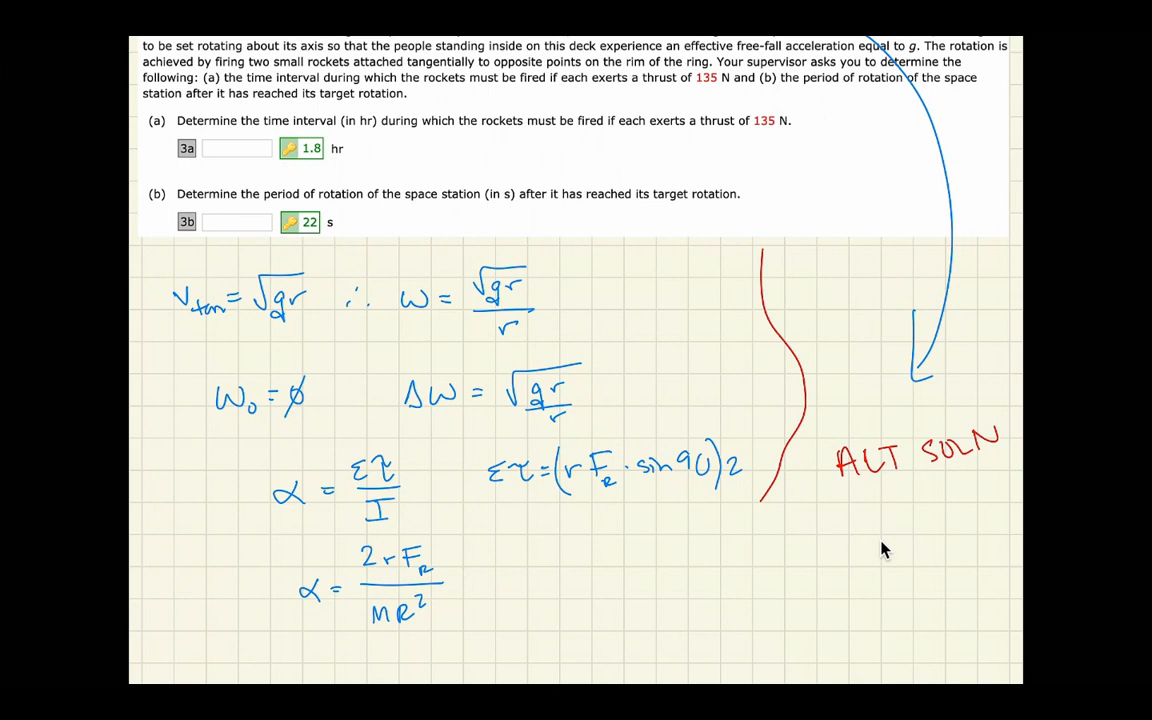 to be set rotating about its axis so that the people standing inside on this deck experience an effective free-fall acceleration equal to g. The rotation is
achieved by firing two small rockets attached tangentially to opposite points on the rim of the ring. Your supervisor asks you to determine the
following: (a) the time interval during which the rockets must be fired if each exerts a thrust of 135 N and (b) the period of rotation of the space
station after it has reached its target rotation.
(a) Determine the time interval (in hr) during which the rockets must be fired if each exerts a thrust of 135 N.
3a 1.8 hr
(b) Determine the period of rotation of the space station (in s) after it has reached its target rotation.
3b 22 s
v_tan = √gr ∴ ω = √gr / r
ω₀ = ∅ Δω = √gr / r
α = Στ / I Στ = (r F_R · sin 90) 2
ALT SOLN
α = 2rF_R / MR²